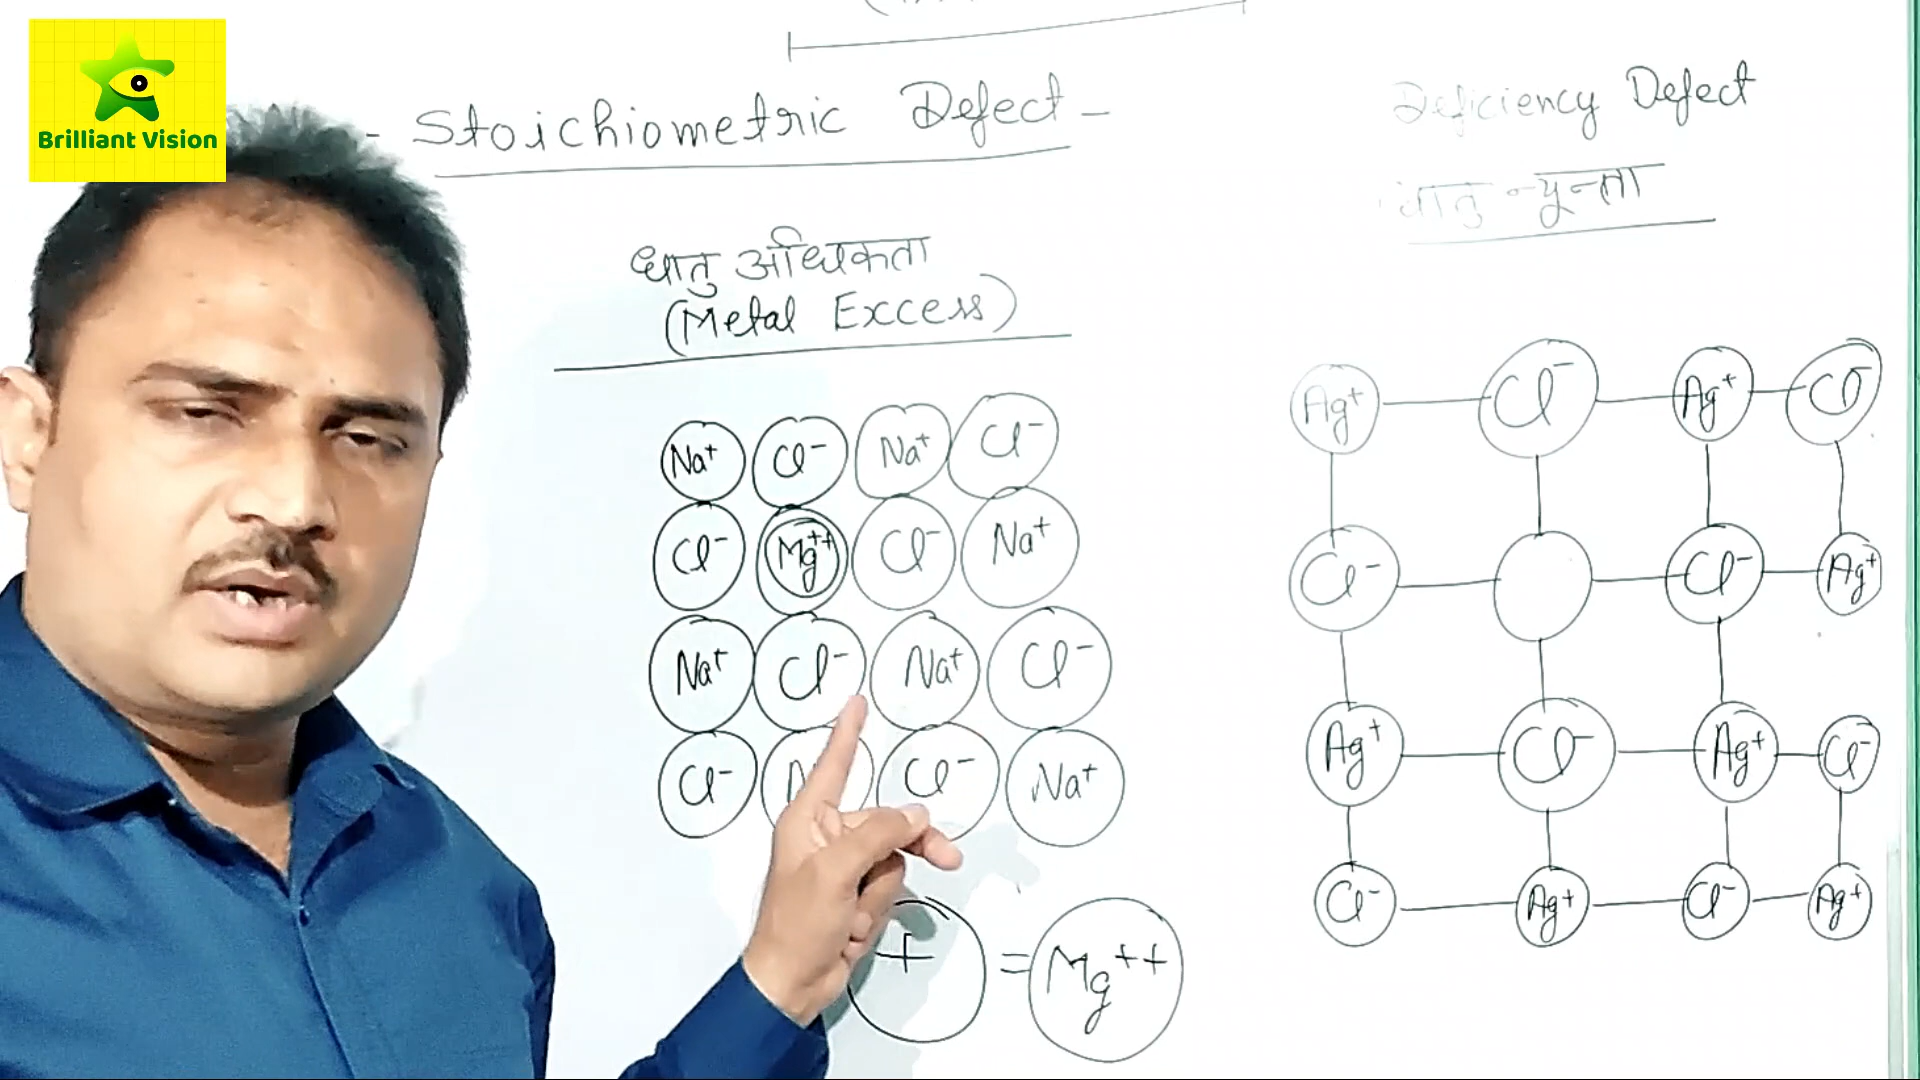 Brilliant Vision
- Stoichiometric Defect -
धातु अधिकता
(Metal Excess)
Na⁺ Cl⁻ Na⁺ Cl⁻
Cl⁻ Mg⁺⁺ Cl⁻ Na⁺
Na⁺ Cl⁻ Na⁺ Cl⁻
Cl⁻ Cl⁻ Na⁺
+ = Mg⁺⁺
Deficiency Defect
धातु न्यूनता
Ag⁺ Cl⁻ Ag⁺ Cl⁻
Cl⁻ Cl⁻ Ag⁺
Ag⁺ Cl⁻ Ag⁺ Cl⁻
Cl⁻ Ag⁺ Cl⁻ Ag⁺